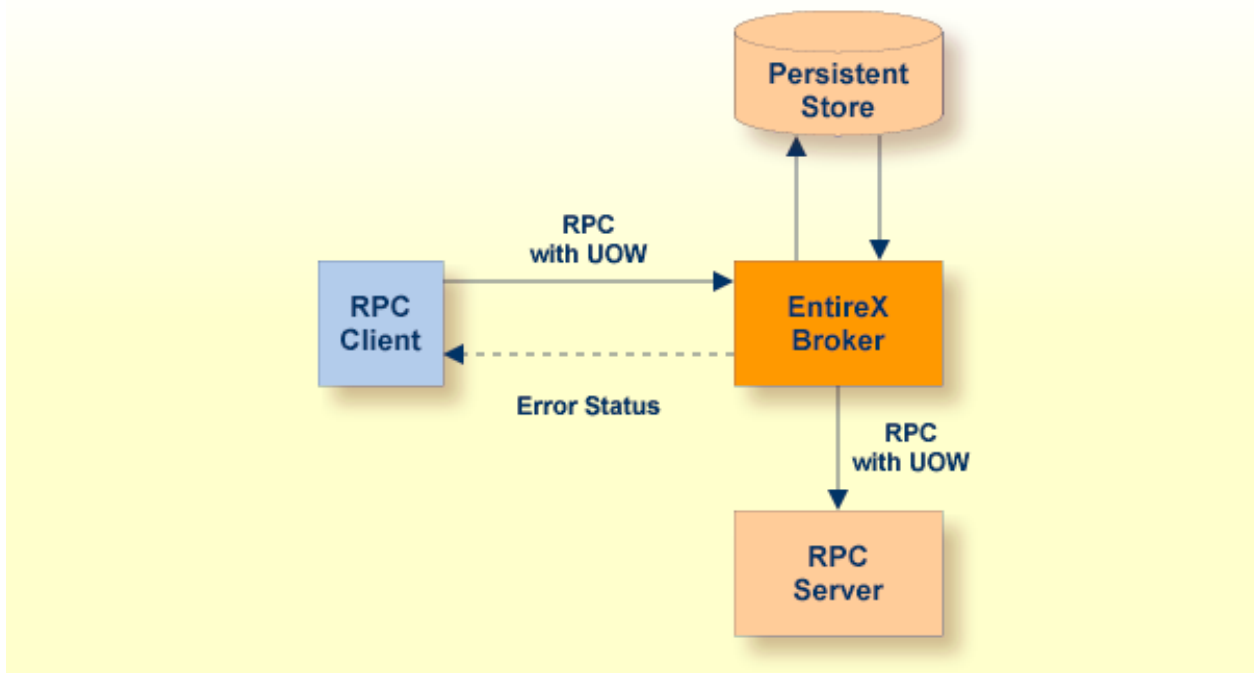 Persistent
Store
RPC
with UOW
RPC
Client
EntireX
Broker
Error Status
RPC
with UOW
RPC
Server